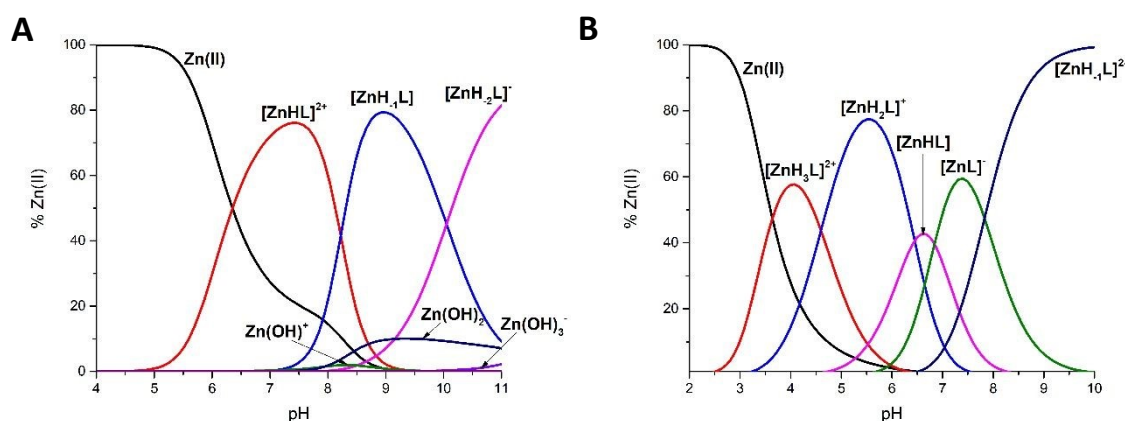 A
100
80
60
40
20
0
% Zn(II)
Zn(II)
[ZnHL]²⁺
[ZnH₋₁L]
[ZnH₋₂L]⁻
Zn(OH)⁺
Zn(OH)₂
Zn(OH)₃⁻
4 5 6 7 8 9 10 11
pH
B
100
80
60
40
20
% Zn(II)
Zn(II)
[ZnH₃L]²⁺
[ZnH₂L]⁺
[ZnHL]
[ZnL]⁻
[ZnH₋₁L]²⁻
2 3 4 5 6 7 8 9 10
pH